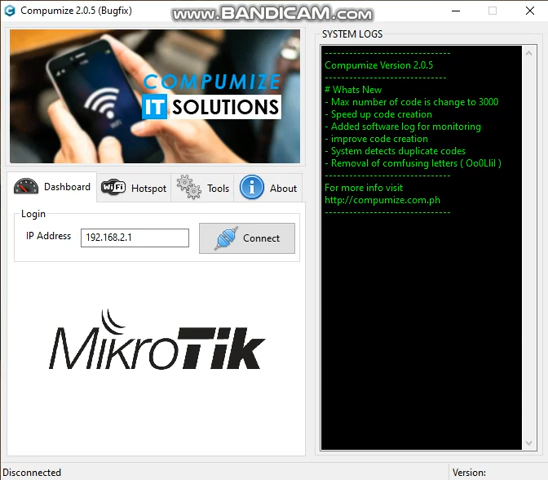 Compumize 2.0.5 (Bugfix)
www.BANDICAM.com
COMPUMIZE
IT SOLUTIONS
Dashboard
Hotspot
Tools
About
Login
IP Address
192.168.2.1
Connect
MikroTik
SYSTEM LOGS
--------------------------------
Compumize Version 2.0.5
-------------------------------
# Whats New
- Max number of code is change to 3000
- Speed up code creation
- Added software log for monitoring
- improve code creation
- System detects duplicate codes
- Removal of comfusing letters ( Oo0LIil )
--------------------------------
For more info visit
http://compumize.com.ph
--------------------------------
Disconnected
Version: